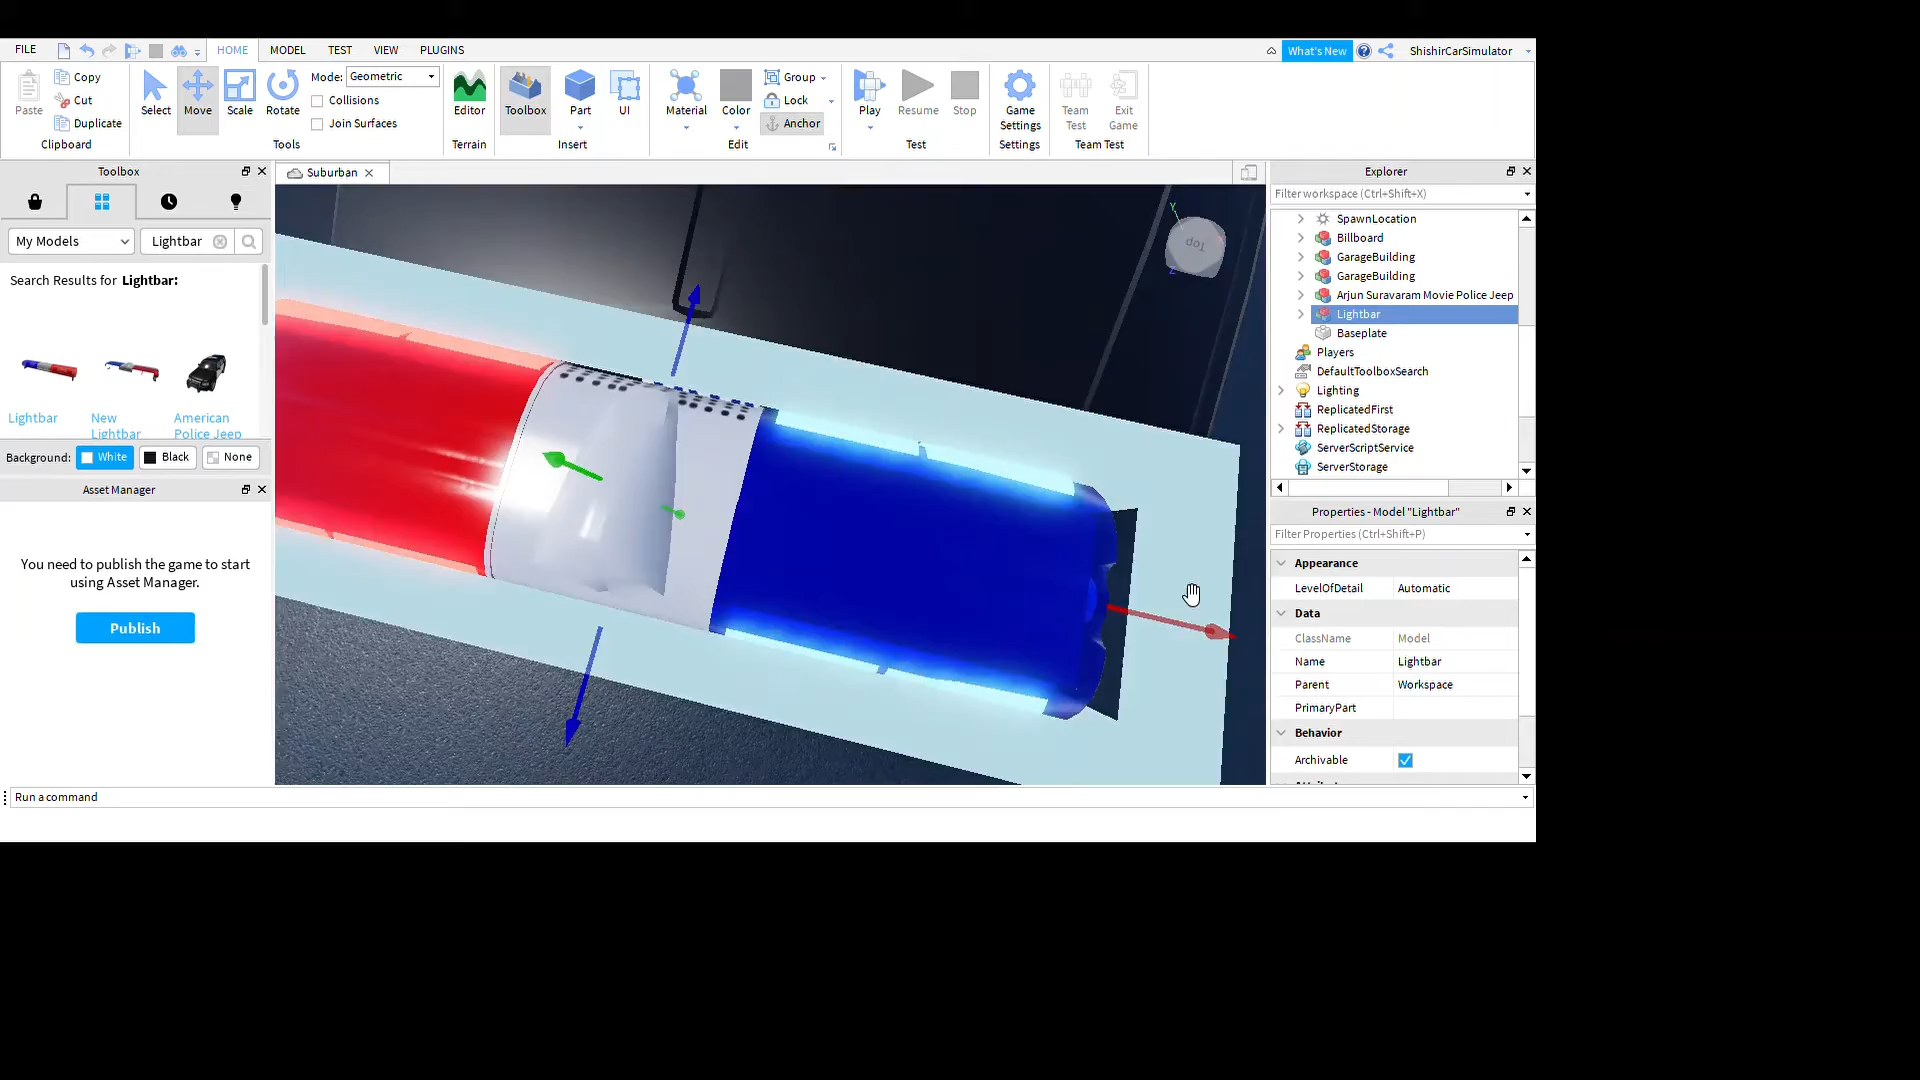 FILE
HOME
MODEL
TEST
VIEW
PLUGINS
What's New
ShishirCarSimulator
Paste
Copy
Cut
Duplicate
Clipboard
Select
Move
Scale
Rotate
Mode: Geometric
Collisions
Join Surfaces
Tools
Editor
Terrain
Toolbox
Part
UI
Insert
Material
Color
Group
Lock
Anchor
Edit
Play
Resume
Stop
Test
Game
Settings
Settings
Team
Test
Exit
Game
Team Test
Toolbox
My Models
Lightbar
Search Results for Lightbar:
Lightbar
New
Lightbar
American
Police Jeep
Background: White Black None
Asset Manager
You need to publish the game to start
using Asset Manager.
Publish
Suburban
Top
Y
Z
Explorer
Filter workspace (Ctrl+Shift+X)
SpawnLocation
Billboard
GarageBuilding
GarageBuilding
Arjun Suravaram Movie Police Jeep
Lightbar
Baseplate
Players
DefaultToolboxSearch
Lighting
ReplicatedFirst
ReplicatedStorage
ServerScriptService
ServerStorage
Properties - Model "Lightbar"
Filter Properties (Ctrl+Shift+P)
Appearance
LevelOfDetail Automatic
Data
ClassName Model
Name Lightbar
Parent Workspace
PrimaryPart
Behavior
Archivable
Run a command